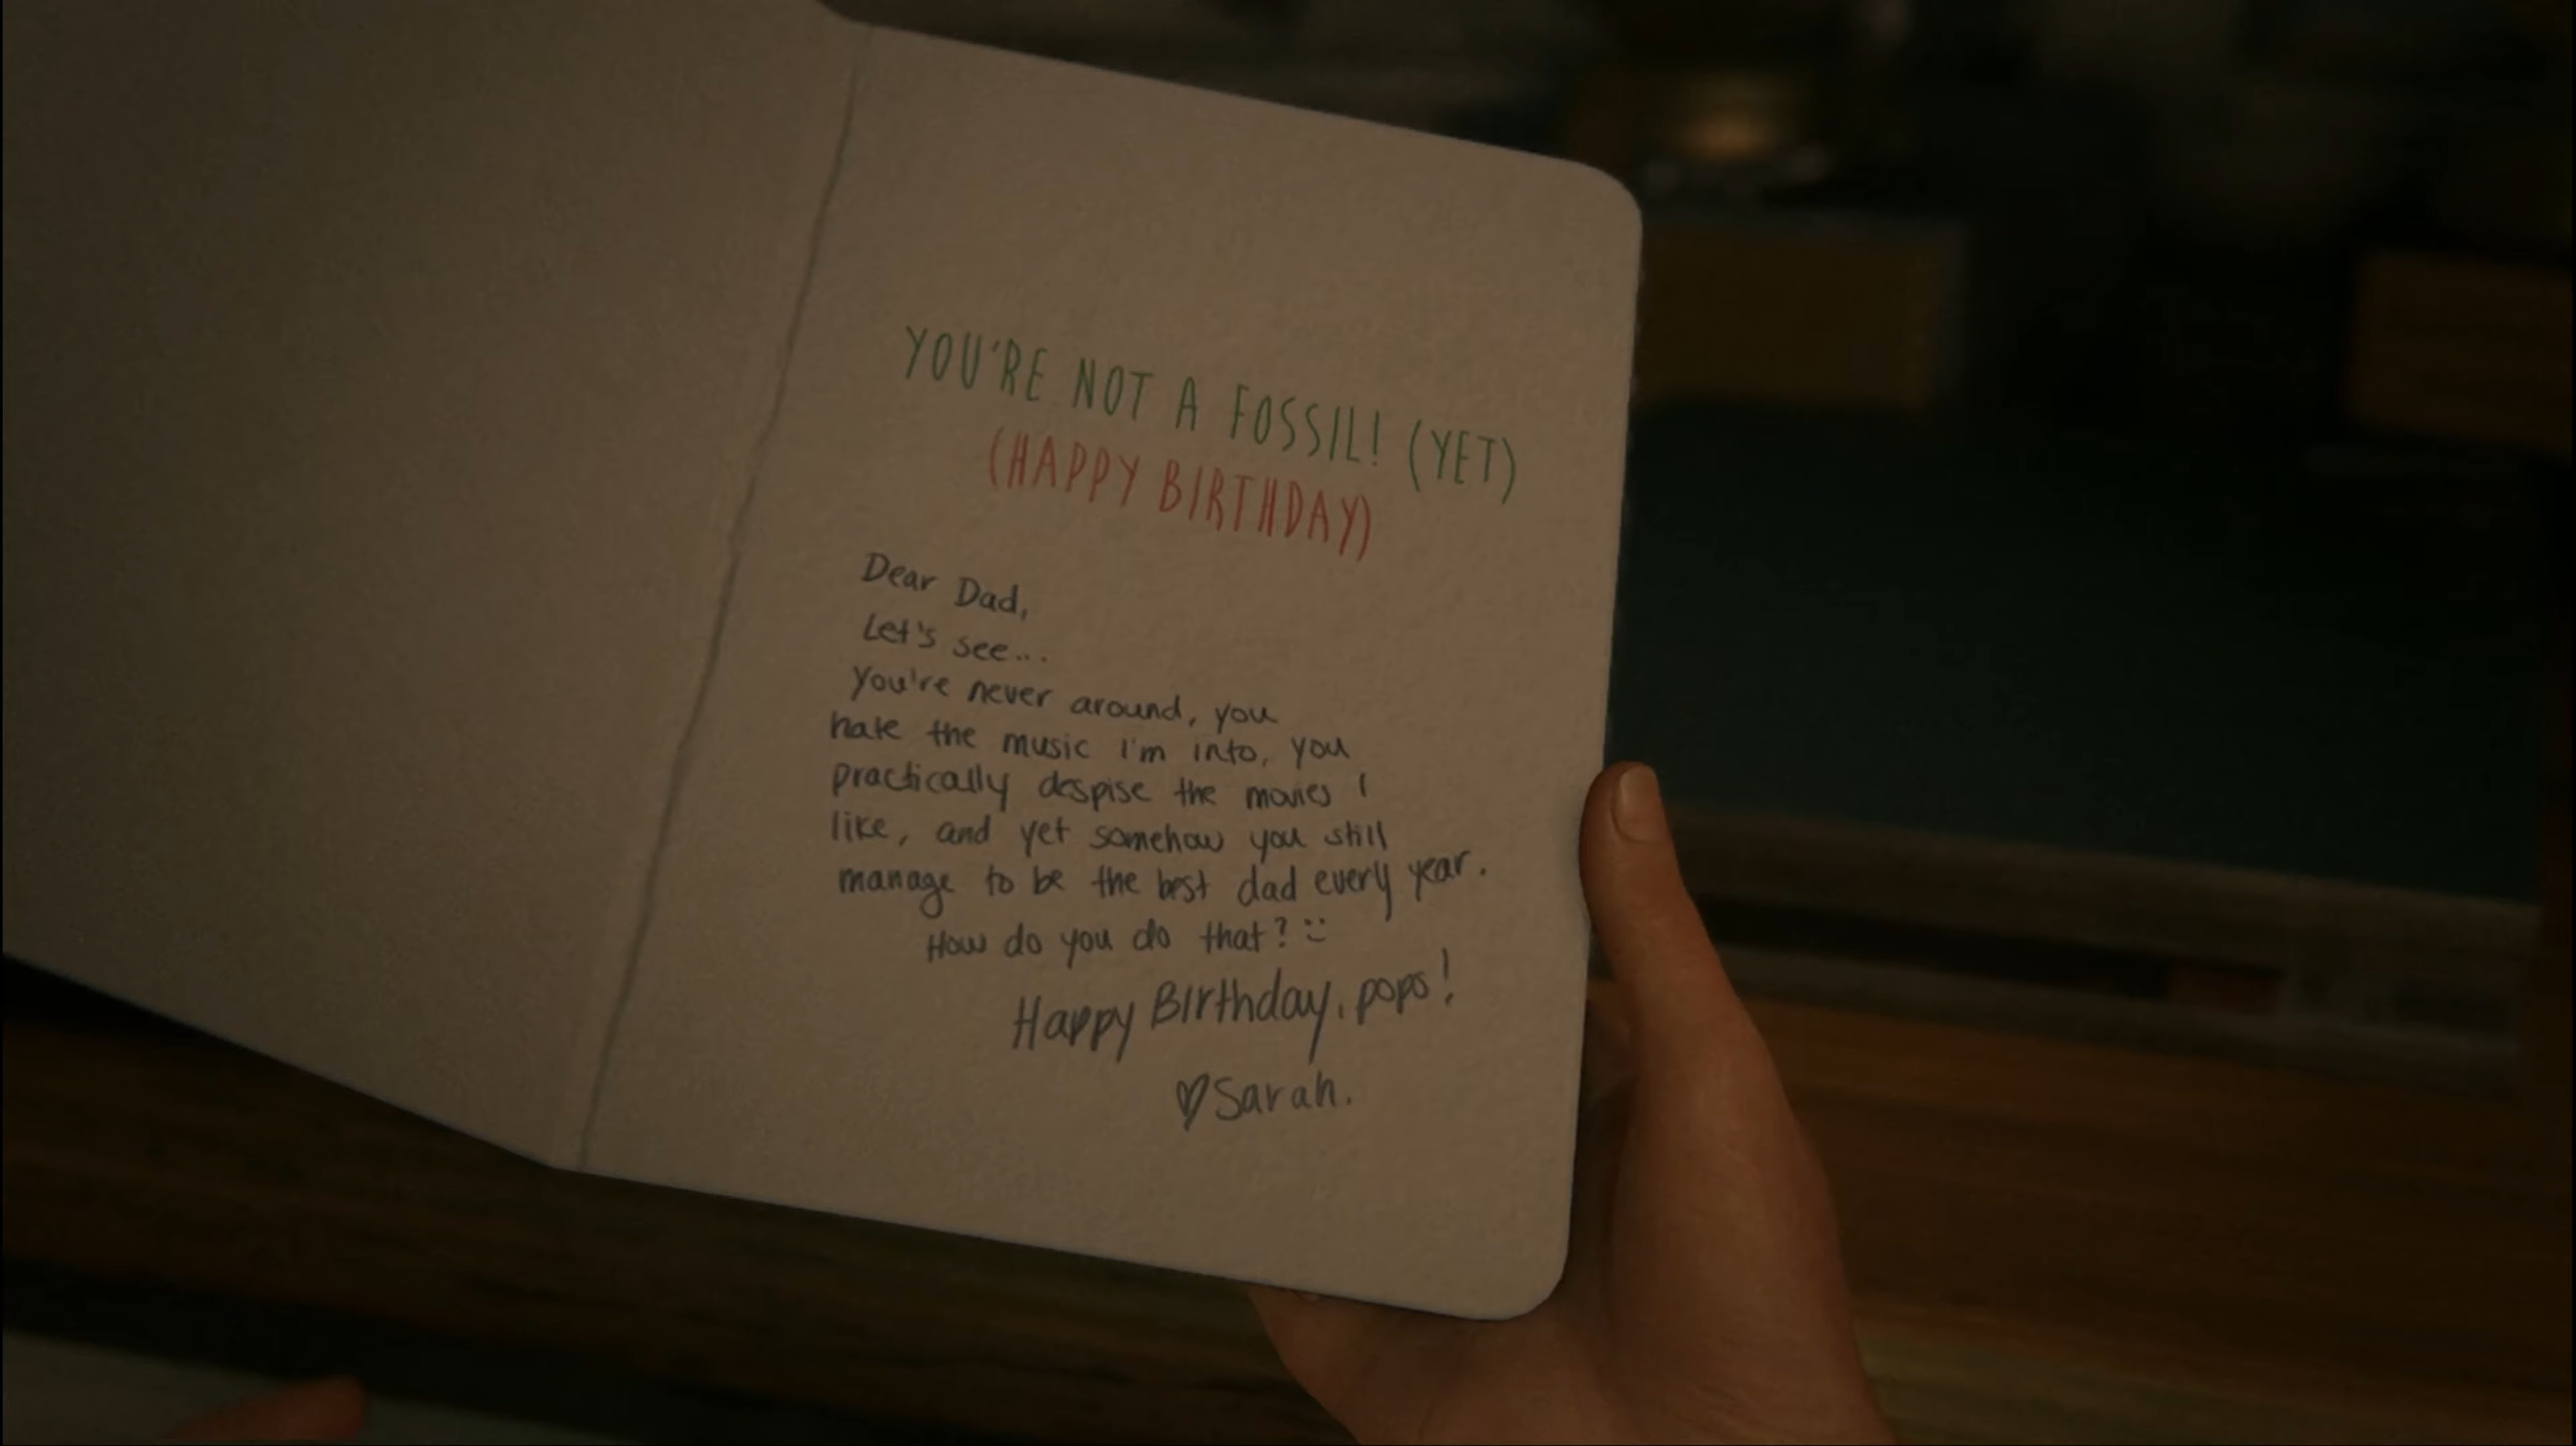 YOU'RE NOT A FOSSIL! (YET)
(HAPPY BIRTHDAY)
Dear Dad,
Let's see...
you're never around, you
hate the music I'm into, you
practically despise the movies I
like, and yet somehow you still
manage to be the best dad every year.
How do you do that? :)
Happy Birthday, pops!
♡Sarah.